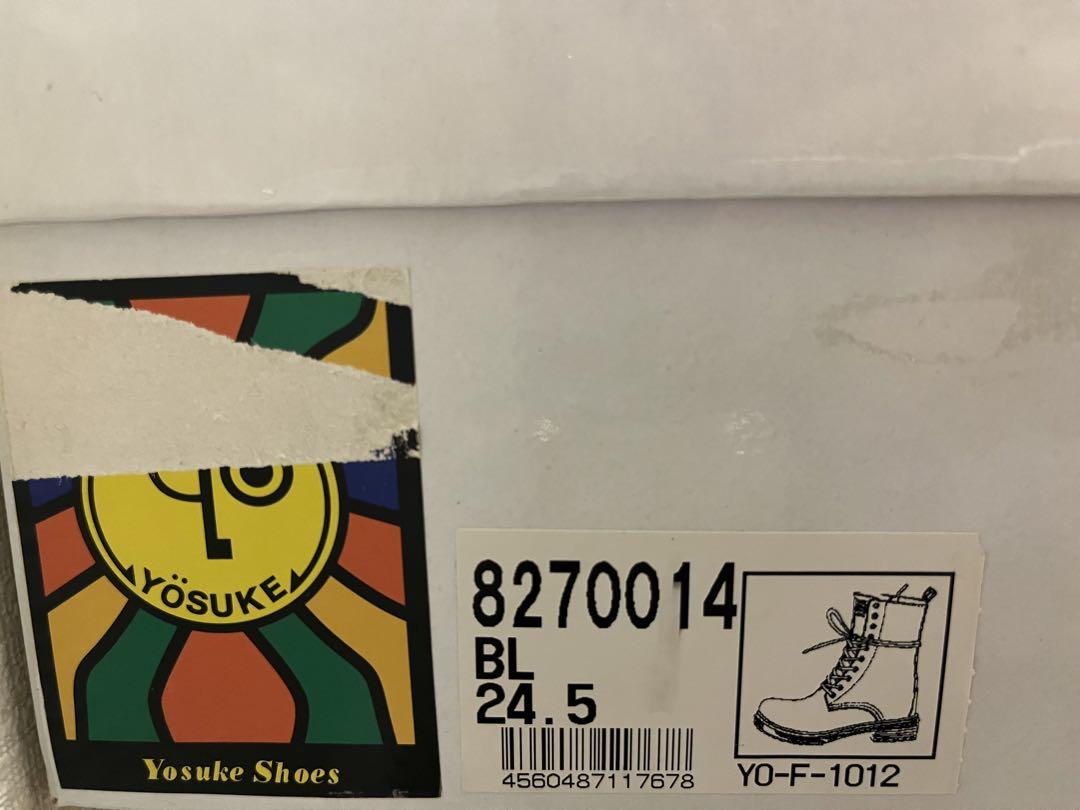 YÖSUKE
Yosuke Shoes
8270014
BL
24.5
4560487117678
YO-F-1012